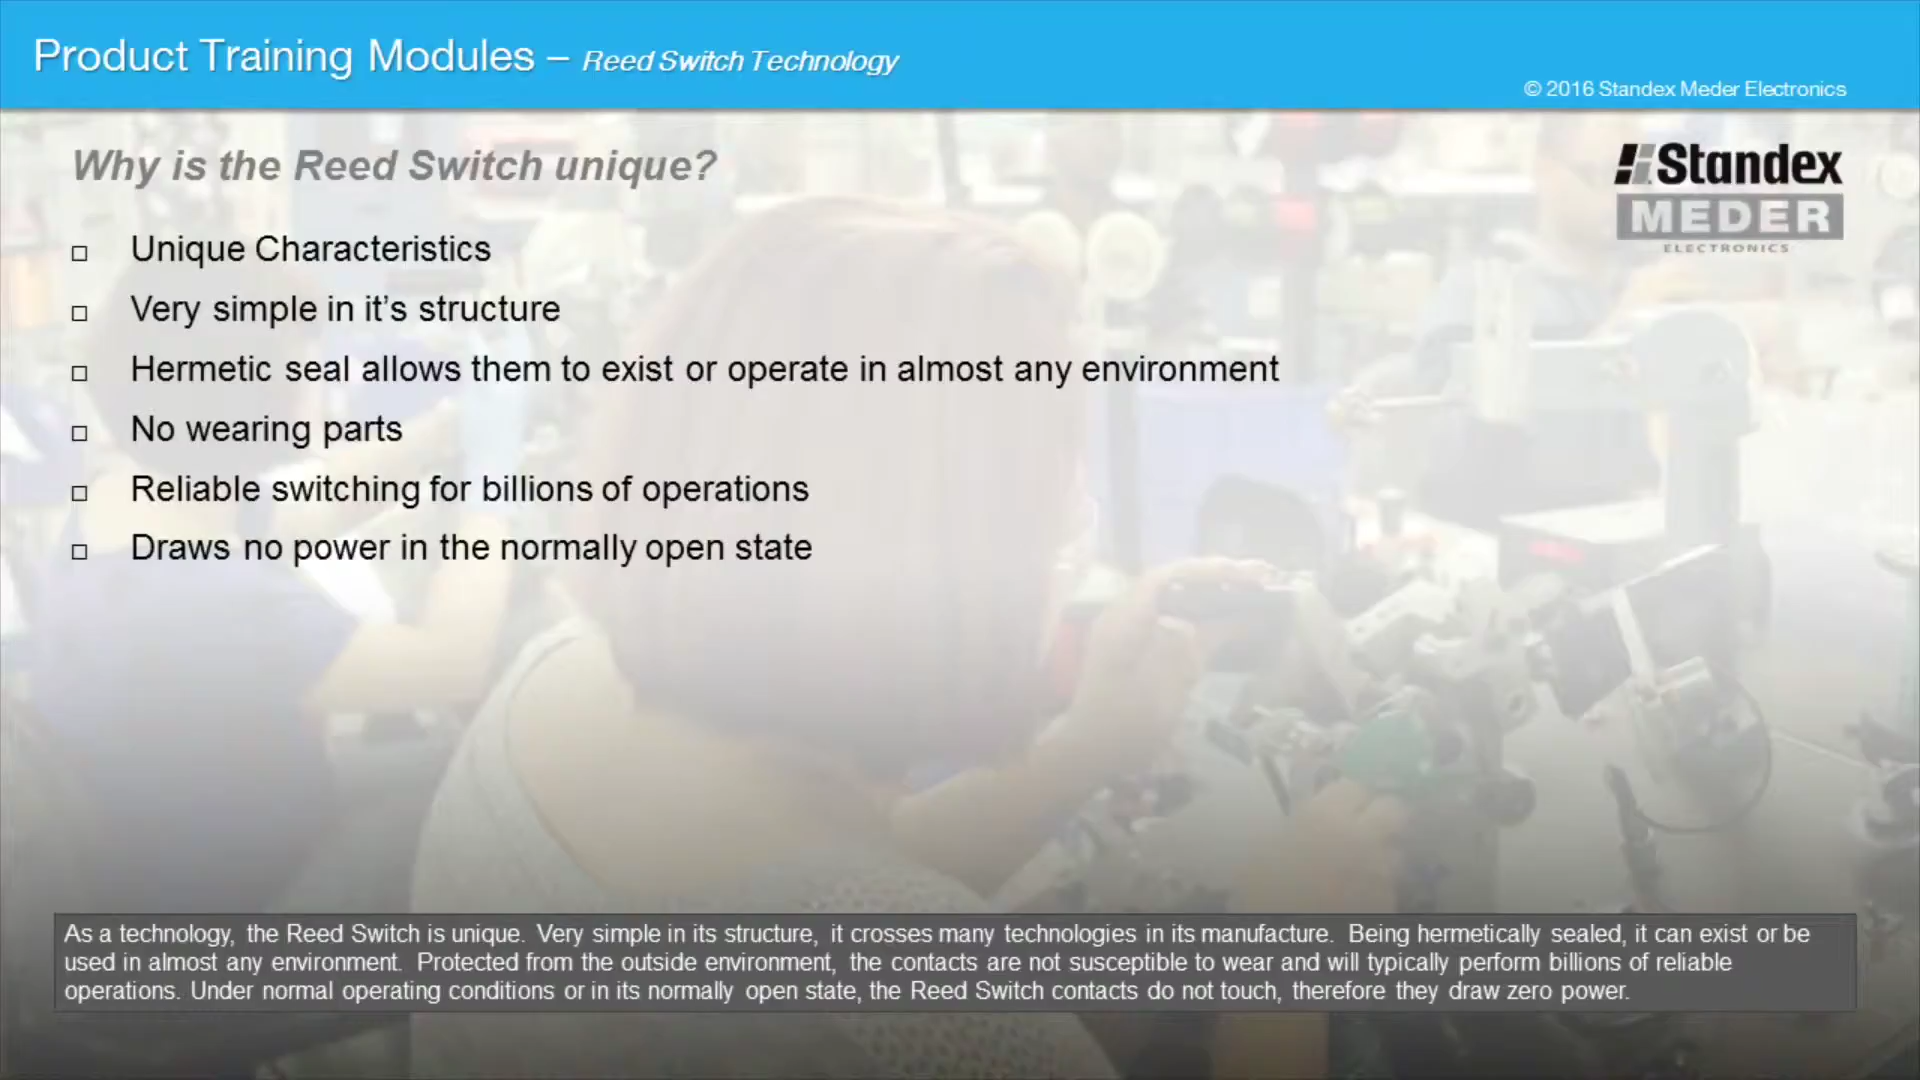 Product Training Modules – Reed Switch Technology
© 2016 Standex Meder Electronics
Why is the Reed Switch unique?
Standex
MEDER
ELECTRONICS
Unique Characteristics
Very simple in it’s structure
Hermetic seal allows them to exist or operate in almost any environment
No wearing parts
Reliable switching for billions of operations
Draws no power in the normally open state
As a technology, the Reed Switch is unique. Very simple in its structure, it crosses many technologies in its manufacture. Being hermetically sealed, it can exist or be
used in almost any environment. Protected from the outside environment, the contacts are not susceptible to wear and will typically perform billions of reliable
operations. Under normal operating conditions or in its normally open state, the Reed Switch contacts do not touch, therefore they draw zero power.